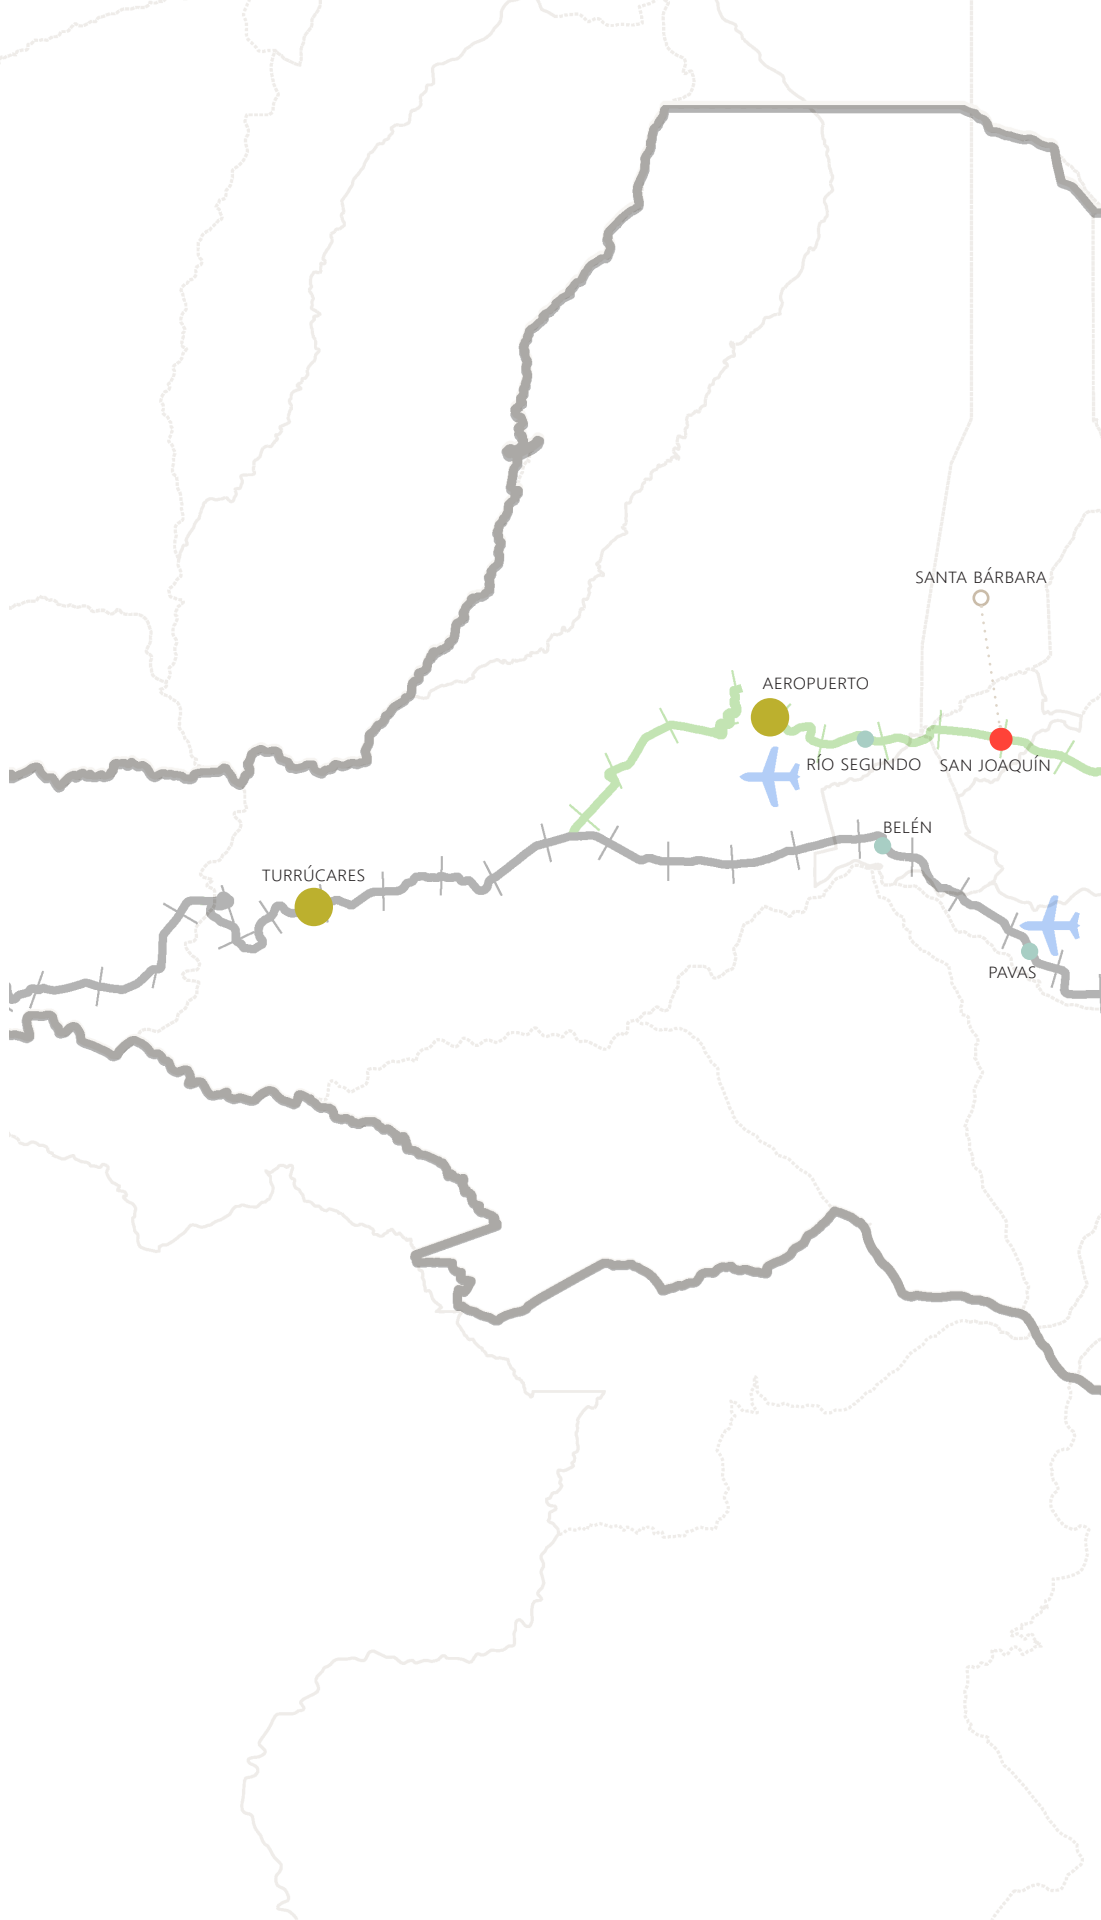 SANTA BÁRBARA
AEROPUERTO
RÍO SEGUNDO
SAN JOAQUÍN
BELÉN
TURRÚCARES
PAVAS